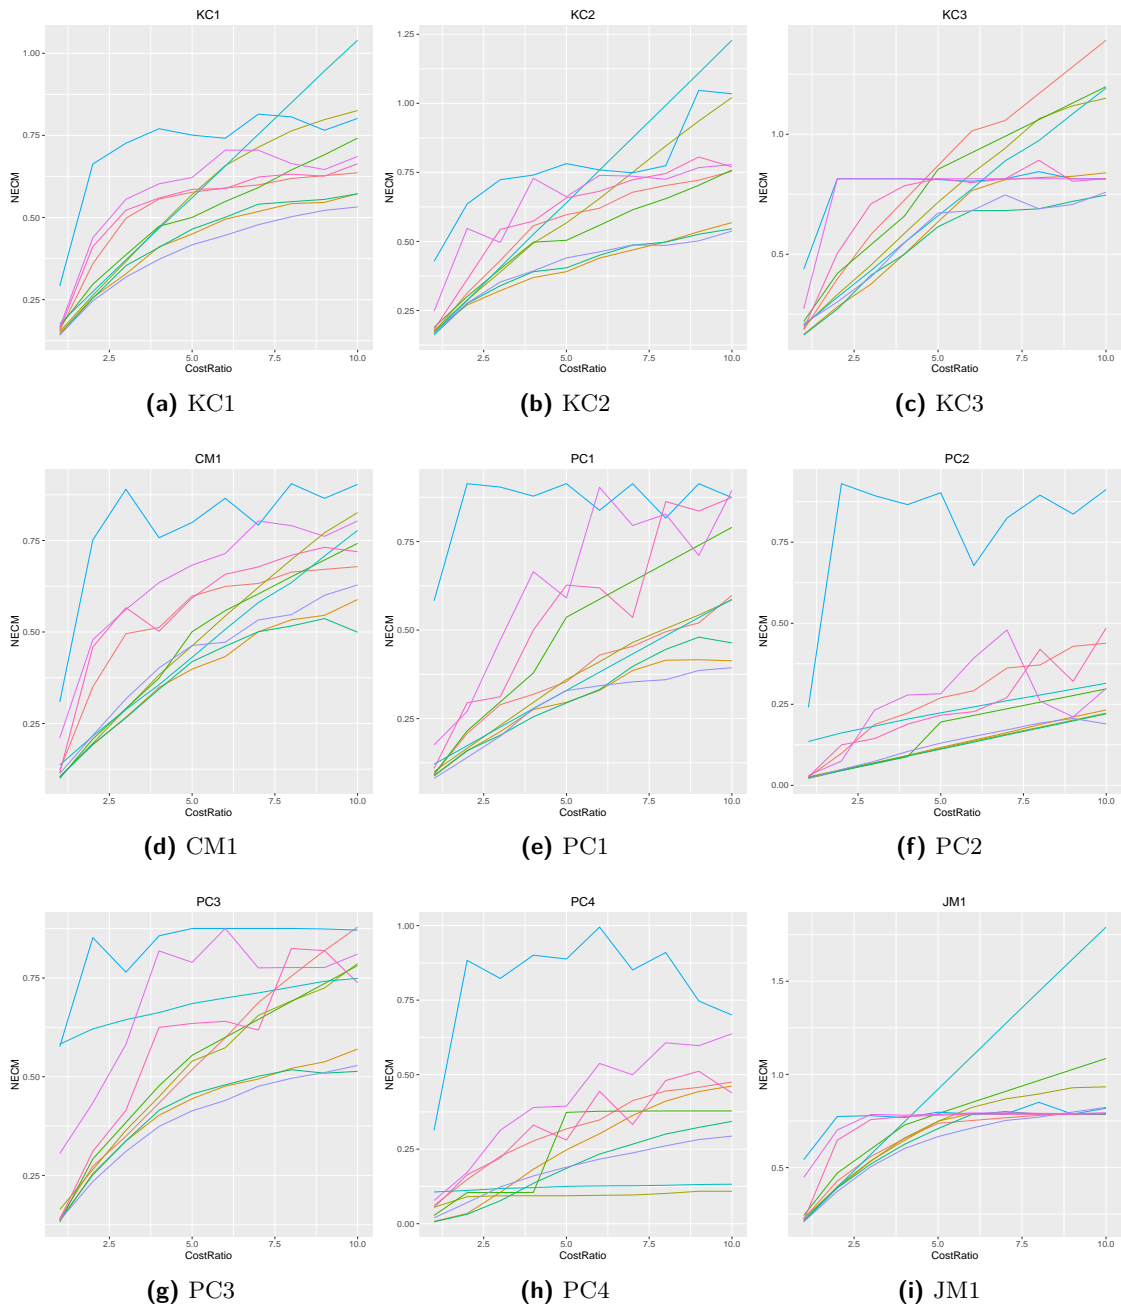 KC1
KC2
KC3
1.00
0.75
0.50
0.25
NECM
2.5
5.0
7.5
10.0
CostRatio
1.25
1.00
0.75
0.50
0.25
NECM
2.5
5.0
7.5
10.0
CostRatio
1.0
0.5
NECM
2.5
5.0
7.5
10.0
CostRatio
(a) KC1
(b) KC2
(c) KC3
CM1
PC1
PC2
0.75
0.50
0.25
NECM
2.5
5.0
7.5
10.0
CostRatio
0.75
0.50
0.25
NECM
2.5
5.0
7.5
10.0
CostRatio
0.75
0.50
0.25
0.00
NECM
2.5
5.0
7.5
10.0
CostRatio
(d) CM1
(e) PC1
(f) PC2
PC3
PC4
JM1
0.75
0.50
0.25
NECM
2.5
5.0
7.5
10.0
CostRatio
1.00
0.75
0.50
0.25
0.00
NECM
2.5
5.0
7.5
10.0
CostRatio
1.5
1.0
0.5
NECM
2.5
5.0
7.5
10.0
CostRatio
(g) PC3
(h) PC4
(i) JM1